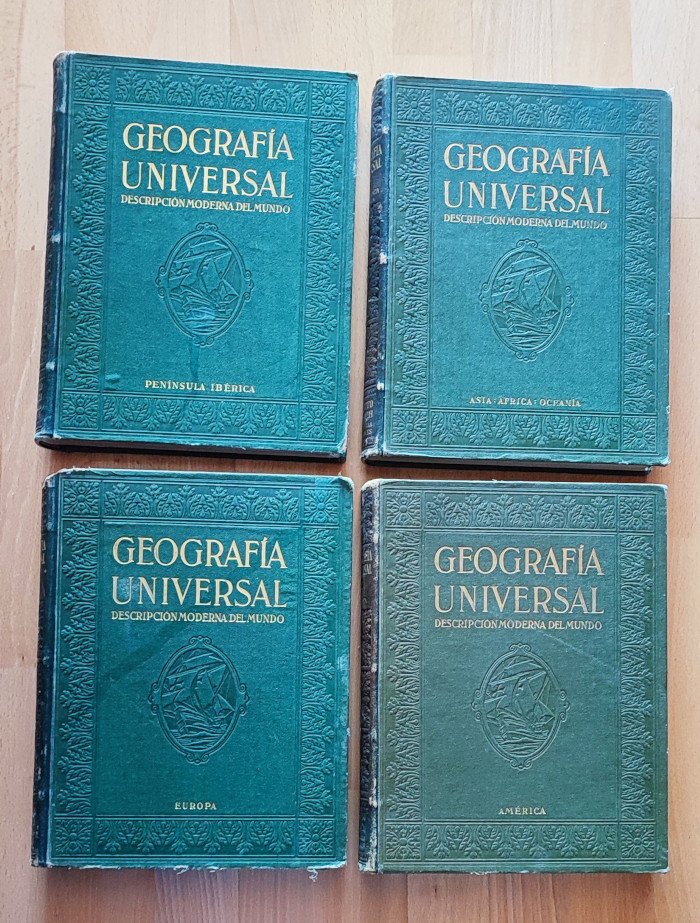 GEOGRAFÍA
UNIVERSAL
DESCRIPCIÓN MODERNA DEL MUNDO
PENÍNSULA IBÉRICA
GEOGRAFÍA
UNIVERSAL
DESCRIPCIÓN MODERNA DEL MUNDO
ASIA : ÁFRICA : OCEANÍA
GEOGRAFÍA
UNIVERSAL
DESCRIPCIÓN MODERNA DEL MUNDO
EUROPA
GEOGRAFÍA
UNIVERSAL
DESCRIPCIÓN MODERNA DEL MUNDO
AMÉRICA